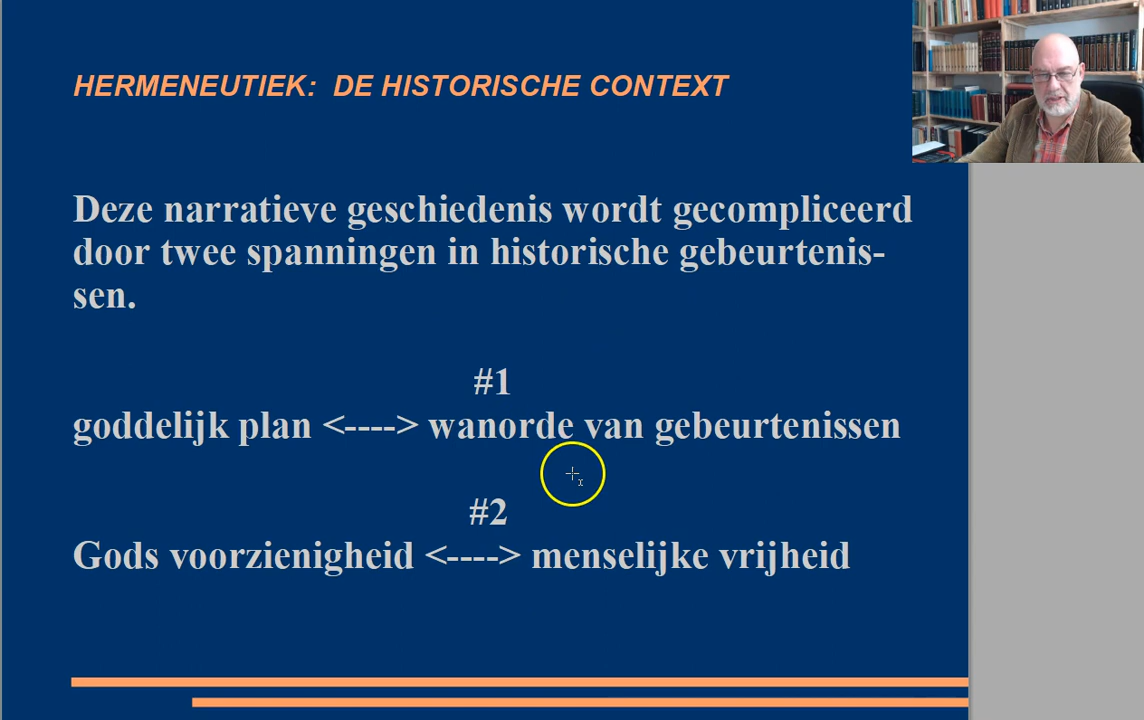 HERMENEUTIEK: DE HISTORISCHE CONTEXT
Deze narratieve geschiedenis wordt gecompliceerd
door twee spanningen in historische gebeurtenis-
sen.
#1
goddelijk plan <----> wanorde van gebeurtenissen
#2
Gods voorzienigheid <----> menselijke vrijheid